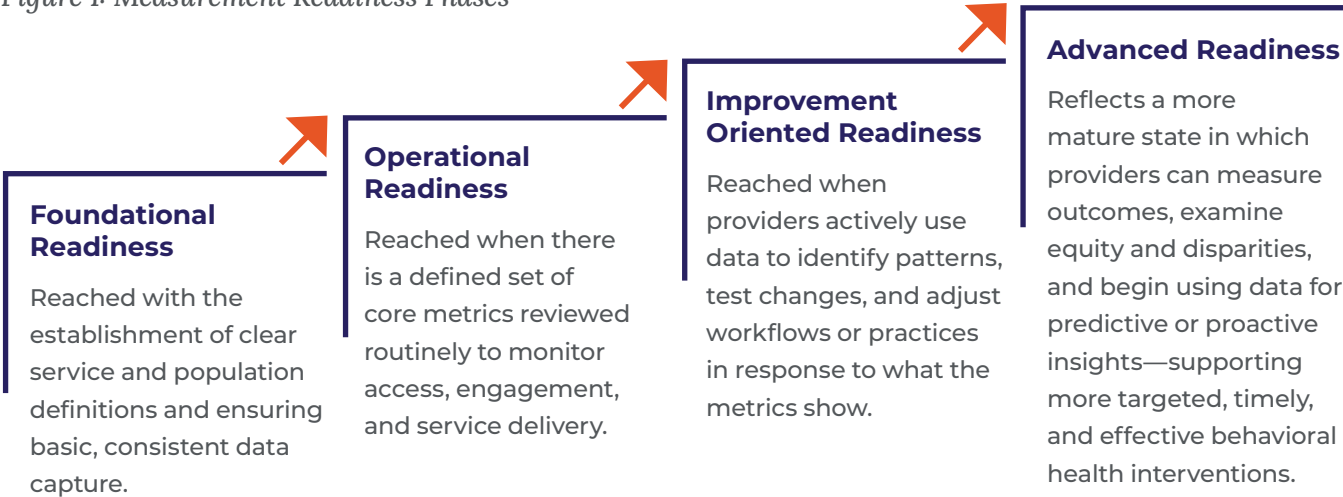 Figure 1: Measurement Readiness Phases
Foundational
Readiness
Reached with the
establishment of clear
service and population
definitions and ensuring
basic, consistent data
capture.
Operational
Readiness
Reached when there
is a defined set of
core metrics reviewed
routinely to monitor
access, engagement,
and service delivery.
Improvement
Oriented Readiness
Reached when
providers actively use
data to identify patterns,
test changes, and adjust
workflows or practices
in response to what the
metrics show.
Advanced Readiness
Reflects a more
mature state in which
providers can measure
outcomes, examine
equity and disparities,
and begin using data for
predictive or proactive
insights—supporting
more targeted, timely,
and effective behavioral
health interventions.